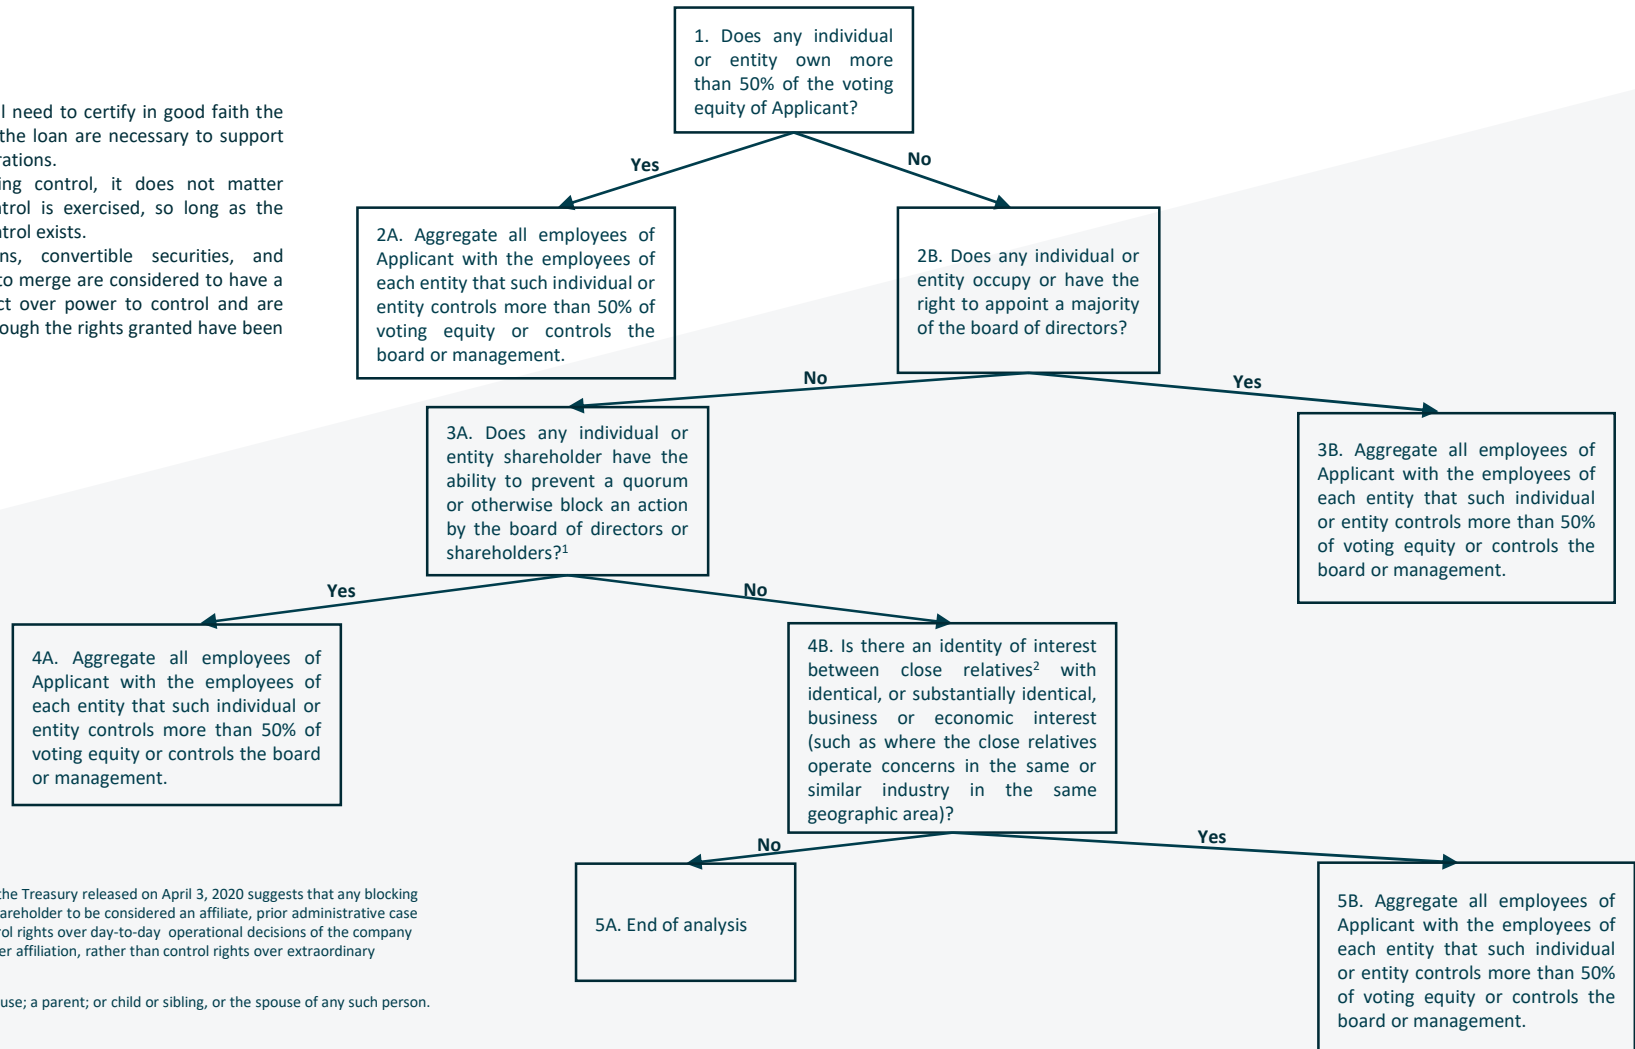 1. Does any individual
or entity own more
than 50% of the voting
equity of Applicant?
l need to certify in good faith the
the loan are necessary to support
rations.
ing control, it does not matter
trol is exercised, so long as the
trol exists.
ns, convertible securities, and
to merge are considered to have a
ct over power to control and are
ough the rights granted have been
Yes
No
2A. Aggregate all employees of
Applicant with the employees of
each entity that such individual or
entity controls more than 50% of
voting equity or controls the
board or management.
2B. Does any individual or
entity occupy or have the
right to appoint a majority
of the board of directors?
No
Yes
3A. Does any individual or
entity shareholder have the
ability to prevent a quorum
or otherwise block an action
by the board of directors or
shareholders?1
3B. Aggregate all employees of
Applicant with the employees of
each entity that such individual
or entity controls more than 50%
of voting equity or controls the
board or management.
Yes
No
4A. Aggregate all employees of
Applicant with the employees of
each entity that such individual or
entity controls more than 50% of
voting equity or controls the board
or management.
4B. Is there an identity of interest
between close relatives2 with
identical, or substantially identical,
business or economic interest
(such as where the close relatives
operate concerns in the same or
similar industry in the same
geographic area)?
No
Yes
5A. End of analysis
5B. Aggregate all employees of
Applicant with the employees of
each entity that such individual
or entity controls more than 50%
of voting equity or controls the
board or management.
the Treasury released on April 3, 2020 suggests that any blocking
areholder to be considered an affiliate, prior administrative case
rol rights over day-to-day operational decisions of the company
er affiliation, rather than control rights over extraordinary
use; a parent; or child or sibling, or the spouse of any such person.